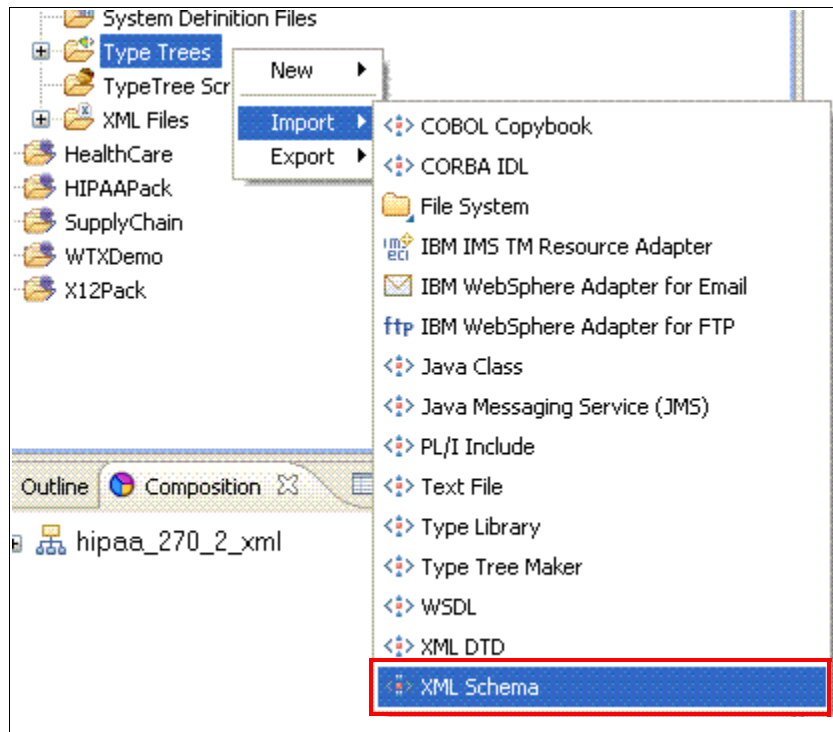 System Definition Files
Type Trees
TypeTree Scr
XML Files
HealthCare
HIPAAPack
SupplyChain
WTXDemo
X12Pack
New
Import
Export
COBOL Copybook
CORBA IDL
File System
IBM IMS TM Resource Adapter
IBM WebSphere Adapter for Email
ftp IBM WebSphere Adapter for FTP
Java Class
Java Messaging Service (JMS)
PL/I Include
Text File
Type Library
Type Tree Maker
WSDL
XML DTD
XML Schema
Outline Composition
hipaa_270_2_xml